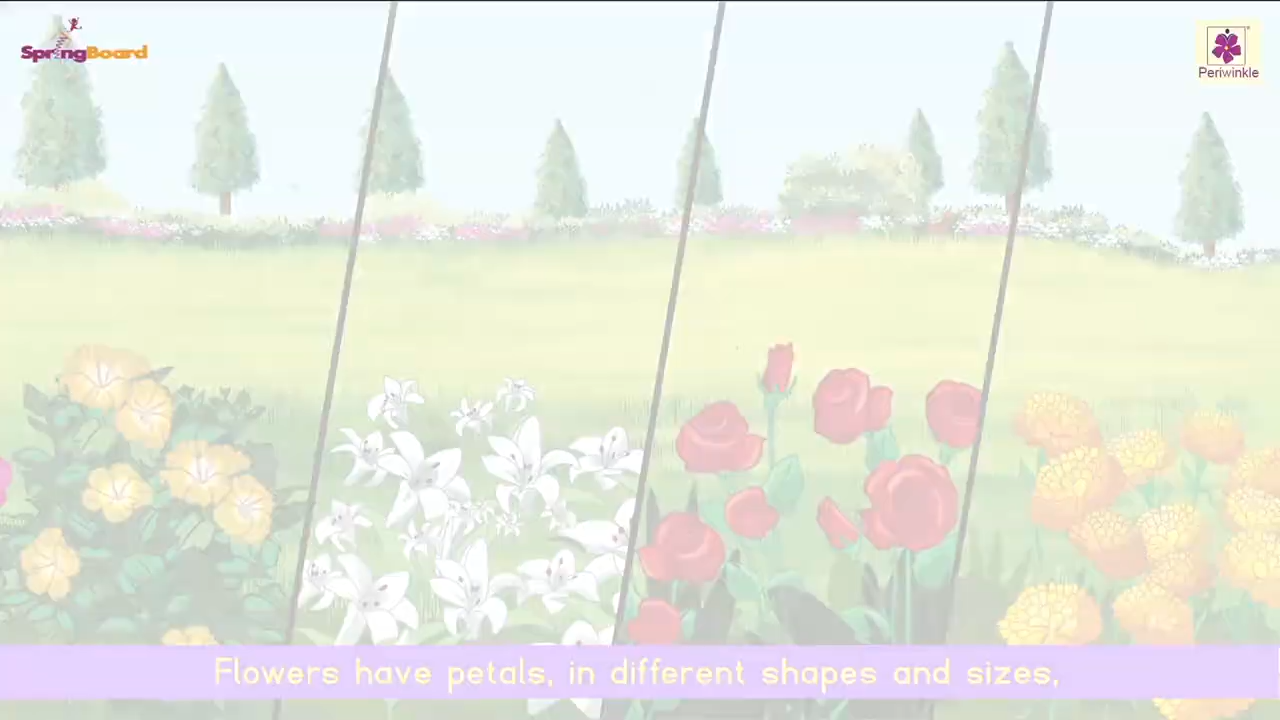 SpringBoard
Periwinkle
Flowers have petals, in different shapes and sizes,